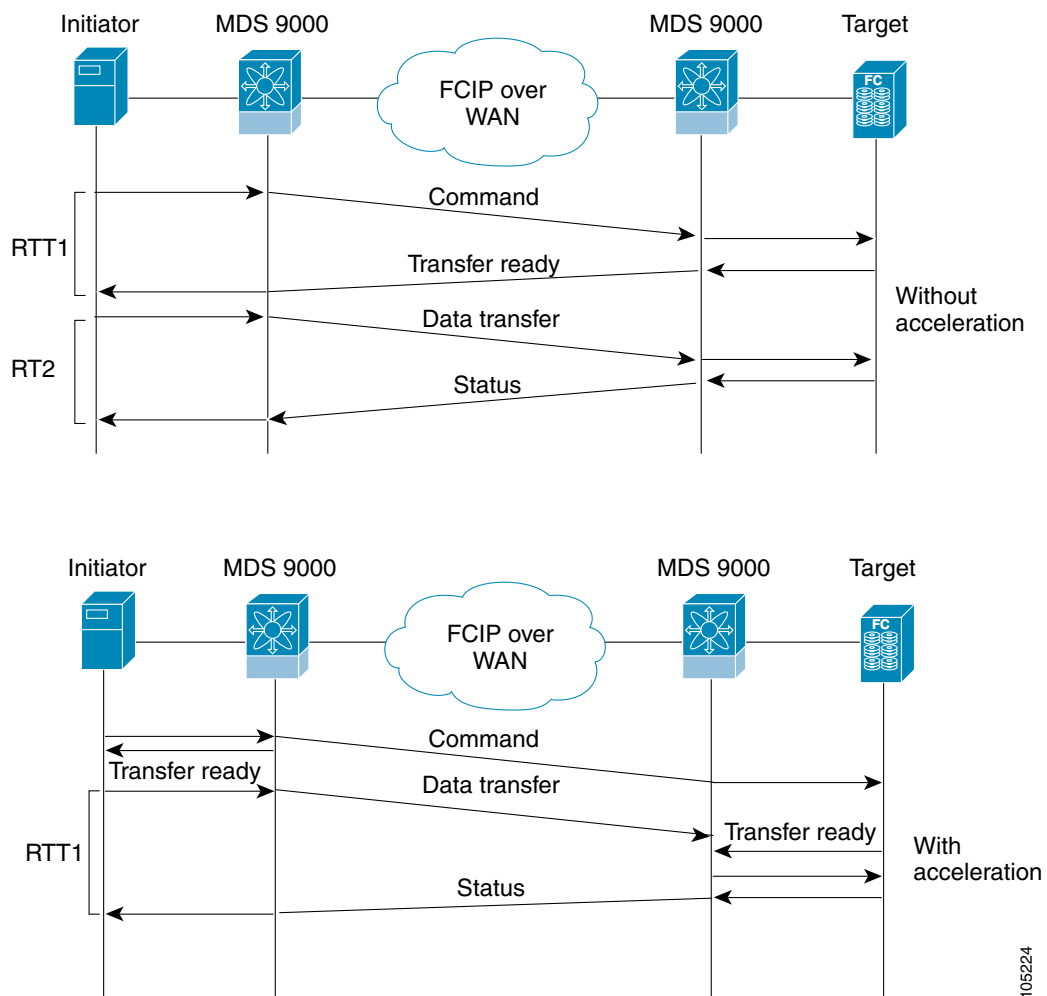 Initiator
MDS 9000
MDS 9000
Target
FCIP over
WAN
FC
Command
RTT1
Transfer ready
Without
acceleration
Data transfer
RT2
Status
Initiator
MDS 9000
MDS 9000
Target
FCIP over
WAN
FC
Command
Transfer ready
Data transfer
Transfer ready
RTT1
With
acceleration
Status
105224